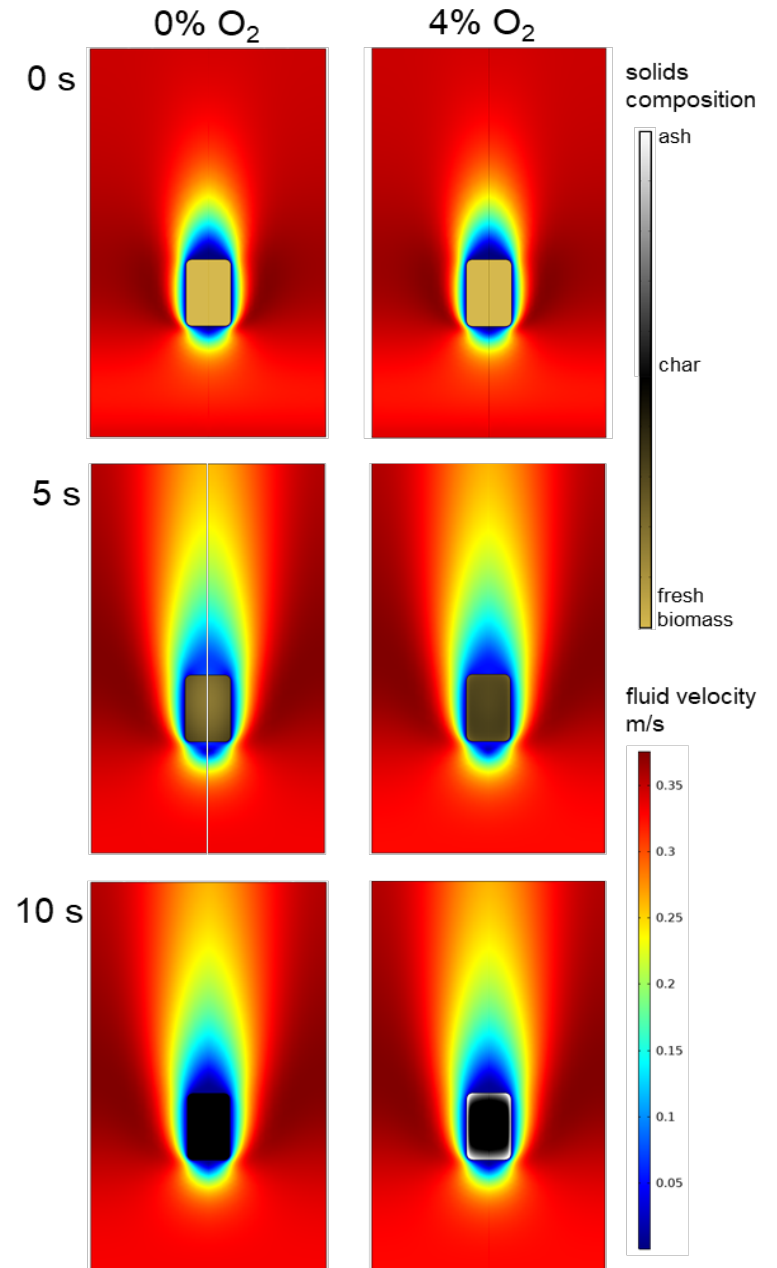 0% O₂
4% O₂
0 s
5 s
10 s
solids
composition
ash
char
fresh
biomass
fluid velocity
m/s
0.35
0.3
0.25
0.2
0.15
0.1
0.05